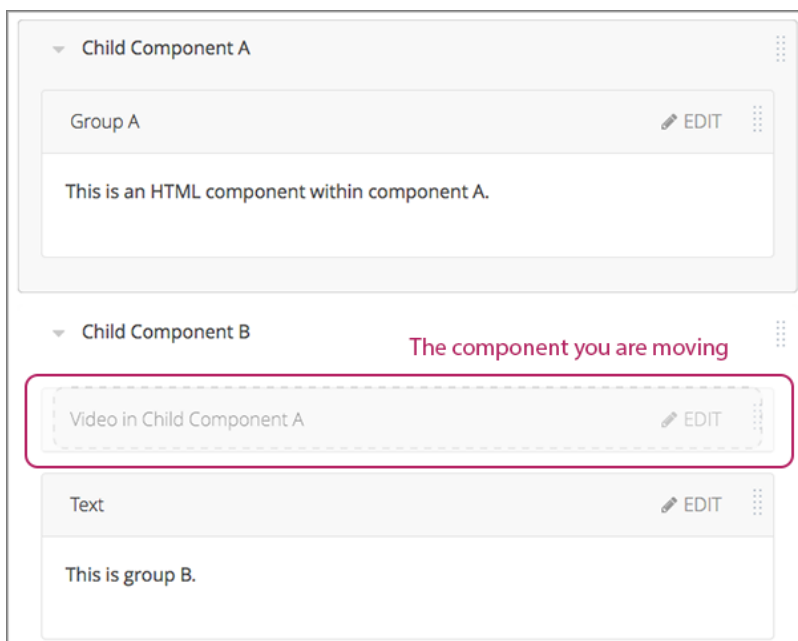 Child Component A
Group A EDIT
This is an HTML component within component A.
Child Component B
The component you are moving
Video in Child Component A EDIT
Text EDIT
This is group B.